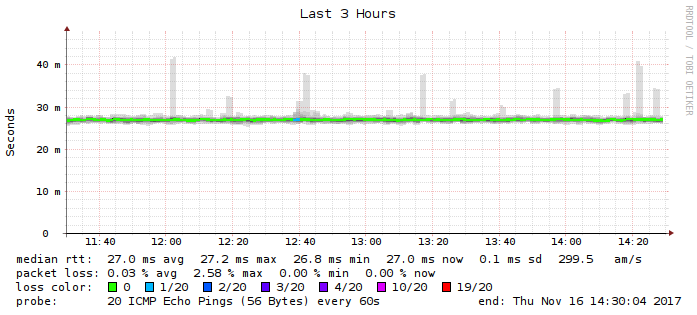 Last 3 Hours
RRDTOOL / TOBI OETIKER
Seconds
40 m
30 m
20 m
10 m
0
11:40 12:00 12:20 12:40 13:00 13:20 13:40 14:00 14:20
median rtt: 27.0 ms avg 27.2 ms max 26.8 ms min 27.0 ms now 0.1 ms sd 299.5 am/s
packet loss: 0.03 % avg 2.58 % max 0.00 % min 0.00 % now
loss color: 0 1/20 2/20 3/20 4/20 10/20 19/20
probe: 20 ICMP Echo Pings (56 Bytes) every 60s end: Thu Nov 16 14:30:04 2017